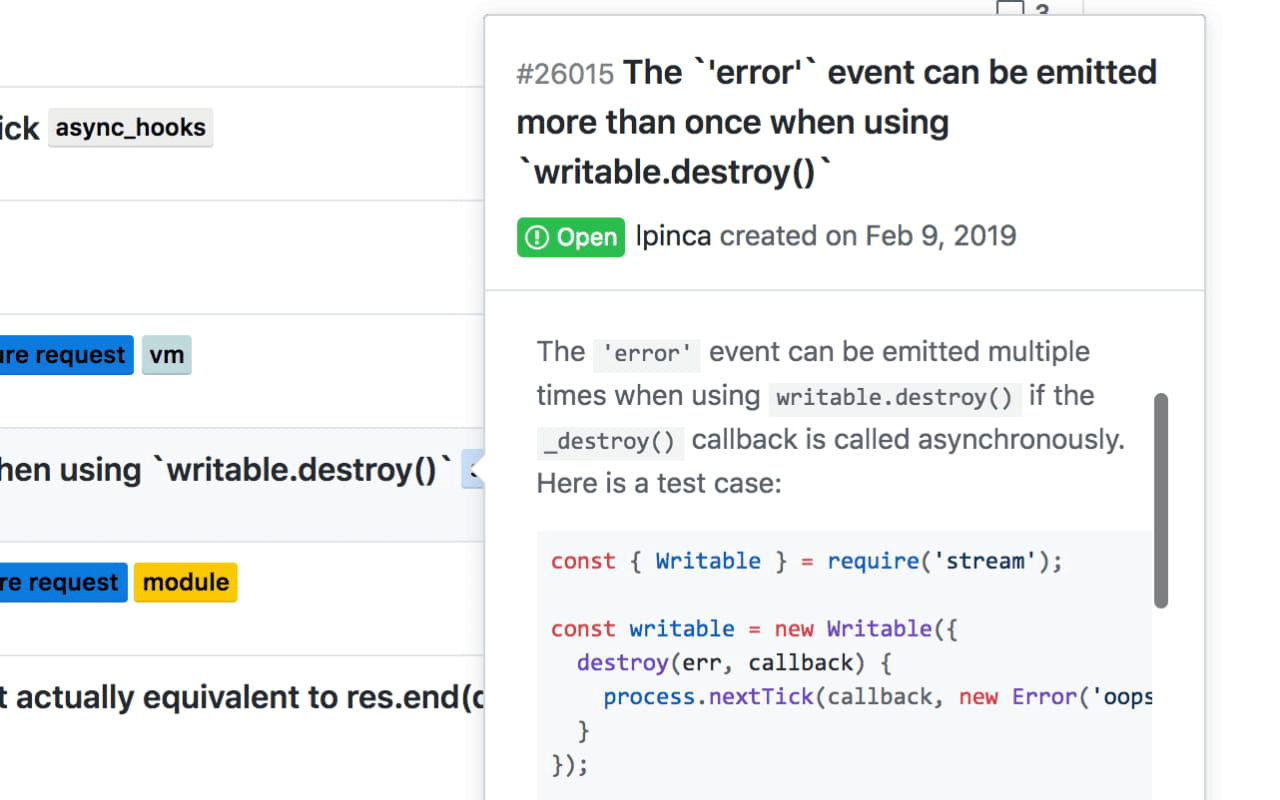 3
ick async_hooks
ure request vm
hen using `writable.destroy()`
re request module
t actually equivalent to res.end(
#26015 The `'error'` event can be emitted
more than once when using
`writable.destroy()`
Open lpinca created on Feb 9, 2019
The 'error' event can be emitted multiple
times when using writable.destroy() if the
_destroy() callback is called asynchronously.
Here is a test case:
const { Writable } = require('stream');
const writable = new Writable({
destroy(err, callback) {
process.nextTick(callback, new Error('oops
}
});